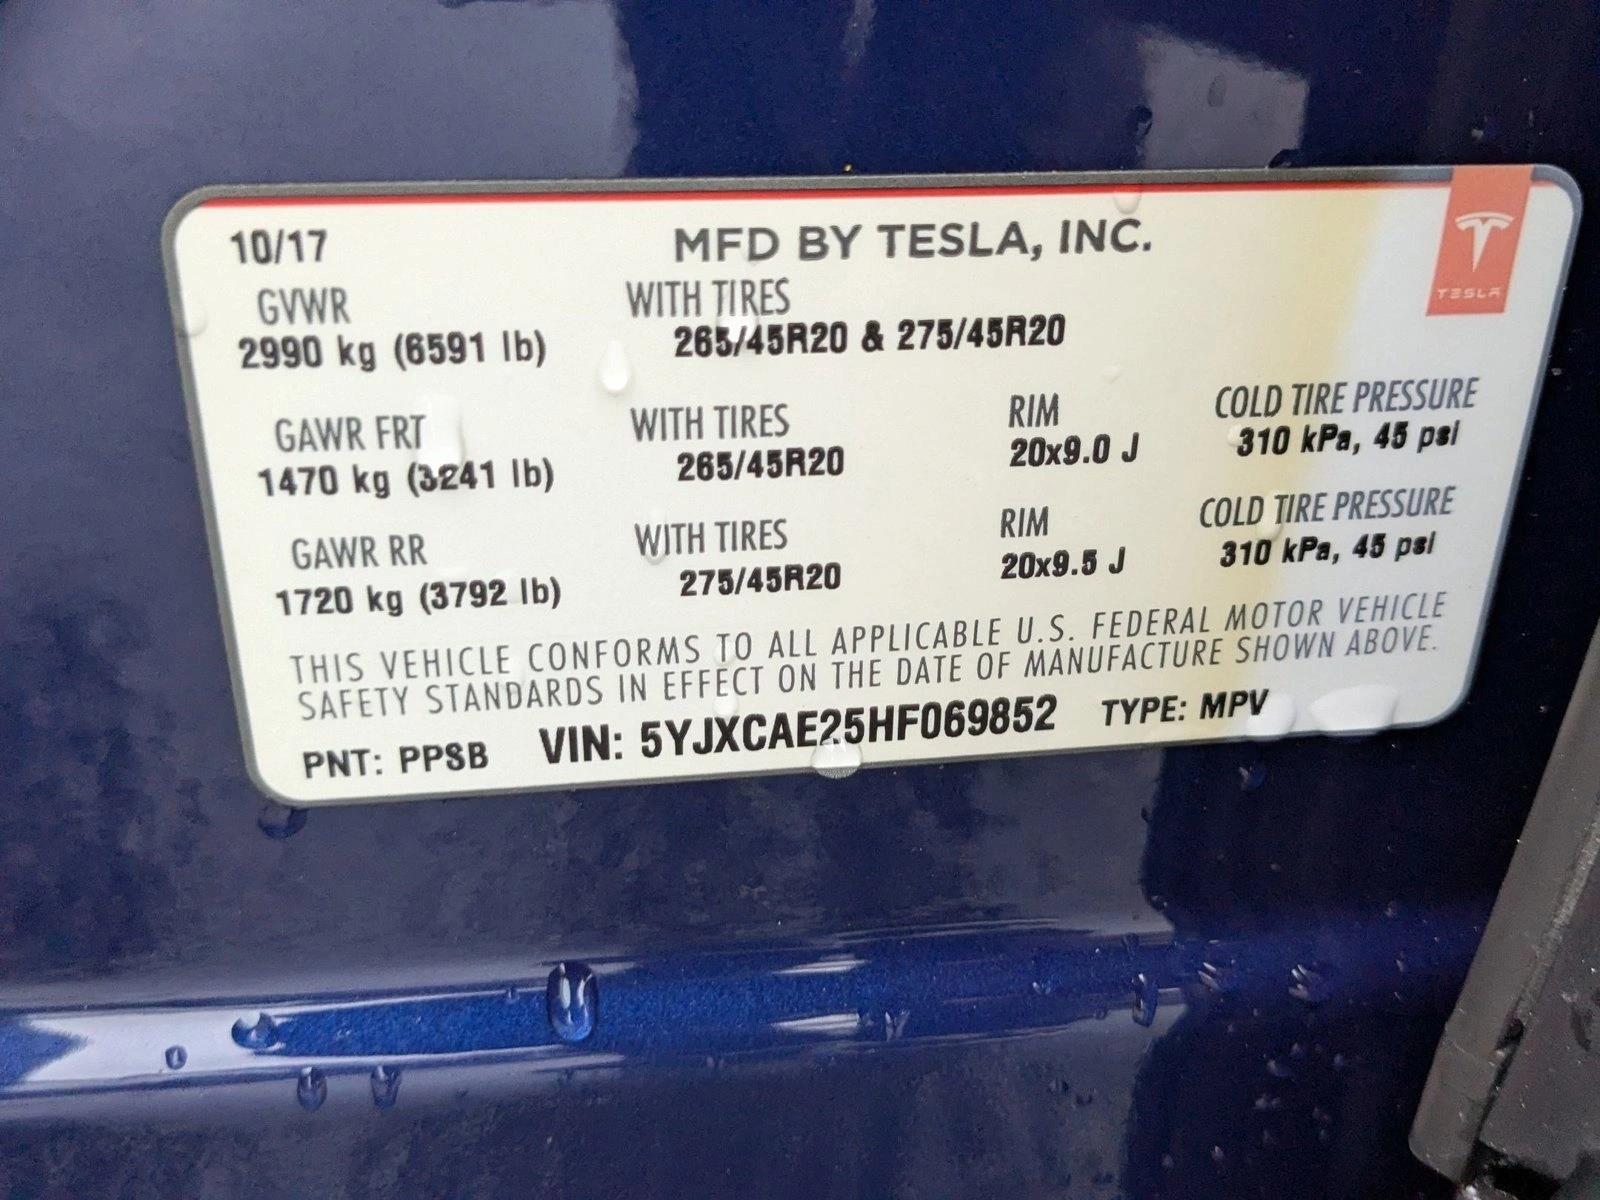 10/17 MFD BY TESLA, INC.
TESLA
GVWR WITH TIRES
2990 kg (6591 lb) 265/45R20 & 275/45R20
GAWR FRT WITH TIRES RIM COLD TIRE PRESSURE
1470 kg (3241 lb) 265/45R20 20x9.0 J 310 kPa, 45 psi
GAWR RR WITH TIRES RIM COLD TIRE PRESSURE
1720 kg (3792 lb) 275/45R20 20x9.5 J 310 kPa, 45 psi
THIS VEHICLE CONFORMS TO ALL APPLICABLE U.S. FEDERAL MOTOR VEHICLE
SAFETY STANDARDS IN EFFECT ON THE DATE OF MANUFACTURE SHOWN ABOVE.
PNT: PPSB VIN: 5YJXCAE25HF069852 TYPE: MPV